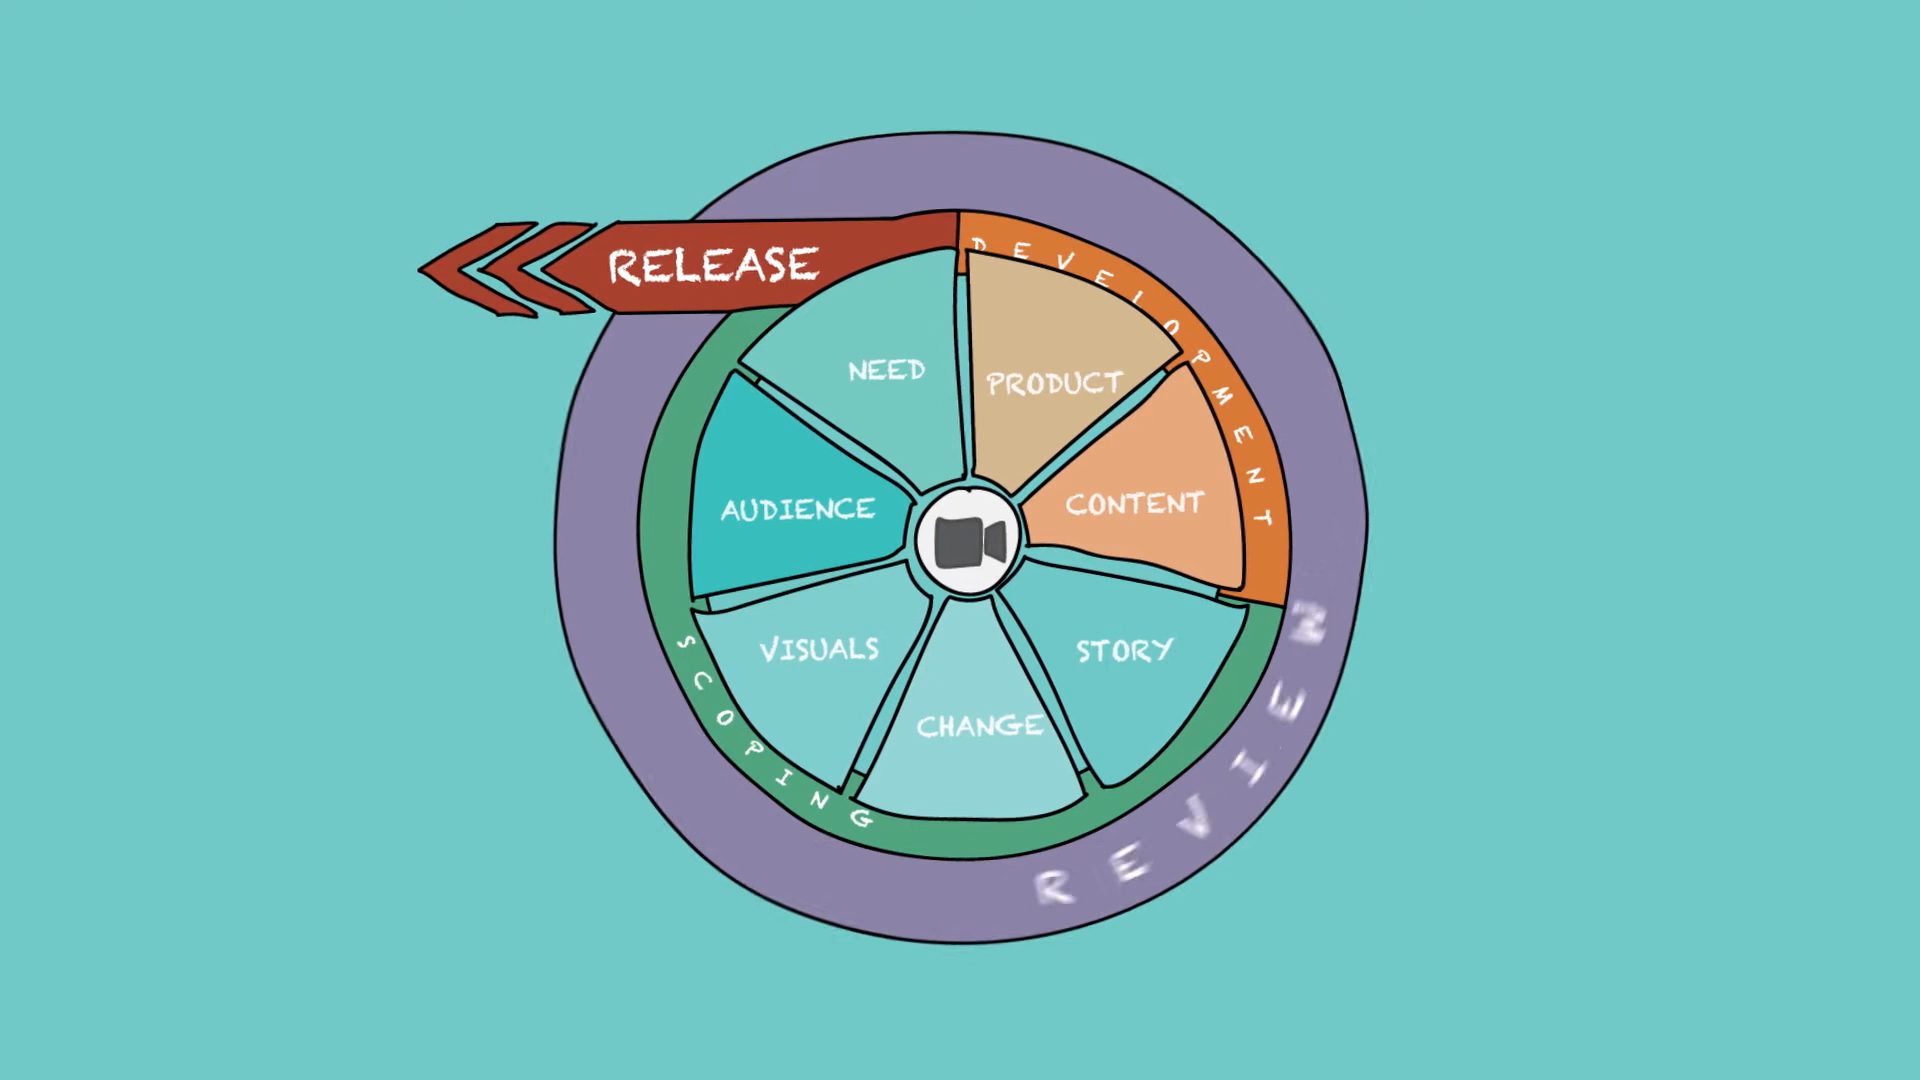 RELEASE
DEVELOPMENT
NEED
PRODUCT
AUDIENCE
CONTENT
VISUALS
STORY
CHANGE
SCOPING
REVIEW